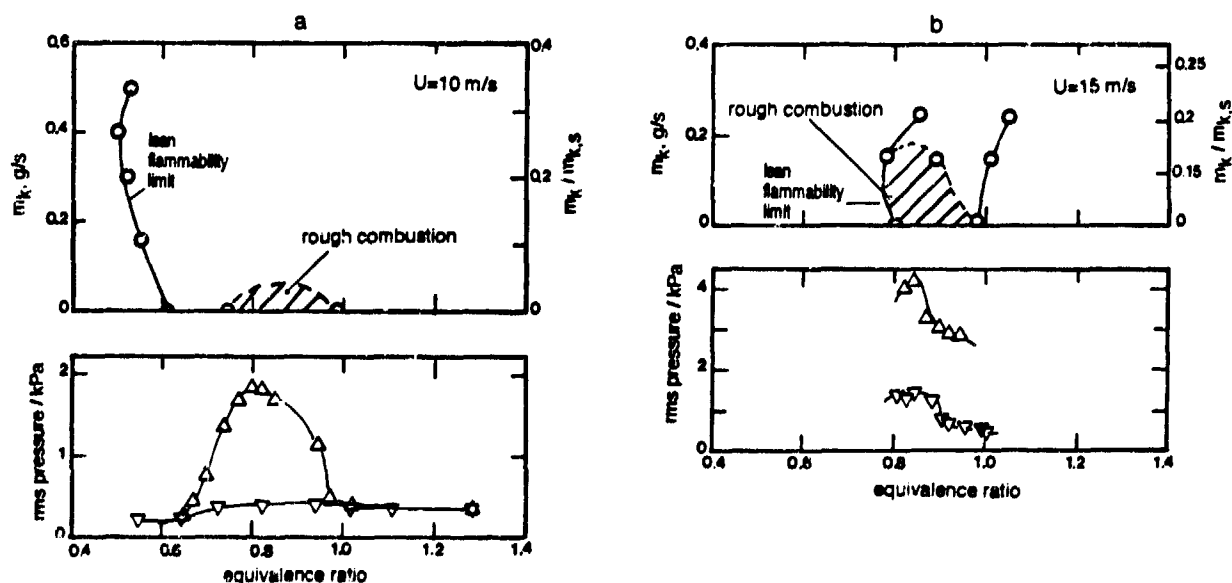 a
0.4
0.2
0
m_k, g/s
0.4
0.2
0
m_k / m_{k,s}
U=10 m/s
lean
flammability
limit
rough combustion
2
1
0
rms pressure / kPa
0.4
0.6
0.8
1.0
1.2
1.4
equivalence ratio
b
0.4
0.2
0
m_k, g/s
0.25
0.2
0.15
0
m_k / m_{k,s}
U=15 m/s
rough combustion
lean
flammability
limit
4
2
0
rms pressure / kPa
0.4
0.6
0.8
1.0
1.2
1.4
equivalence ratio